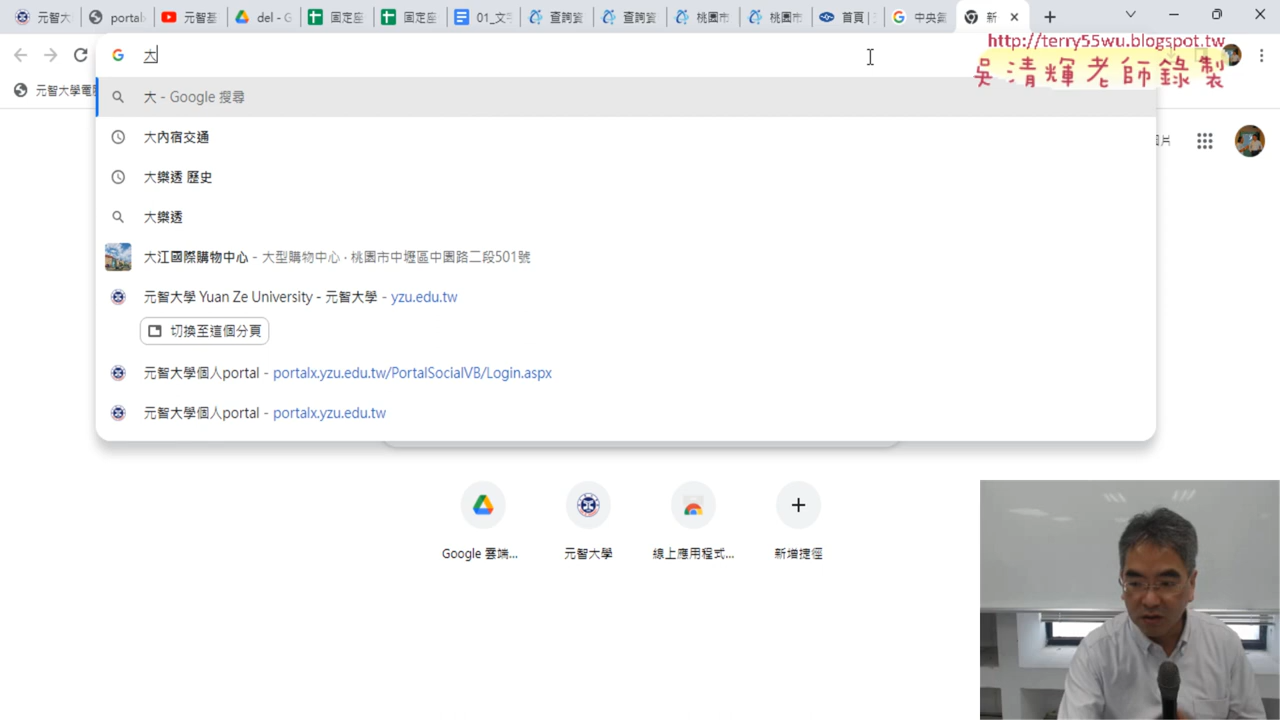 元智大
portal
元智基
del - G
固定座
固定座
01_文字
查詢資
查詢資
桃園市
桃園市
首頁 |
中央氣
新
大
http://terry55wu.blogspot.tw
吳清輝老師錄製
元智大學電
大 - Google 搜尋
大內宿交通
大樂透 歷史
大樂透
大江國際購物中心 - 大型購物中心 · 桃園市中壢區中園路二段501號
元智大學 Yuan Ze University - 元智大學 - yzu.edu.tw
切換至這個分頁
元智大學個人portal - portalx.yzu.edu.tw/PortalSocialVB/Login.aspx
元智大學個人portal - portalx.yzu.edu.tw
片
Google 雲端...
元智大學
線上應用程式...
新增捷徑